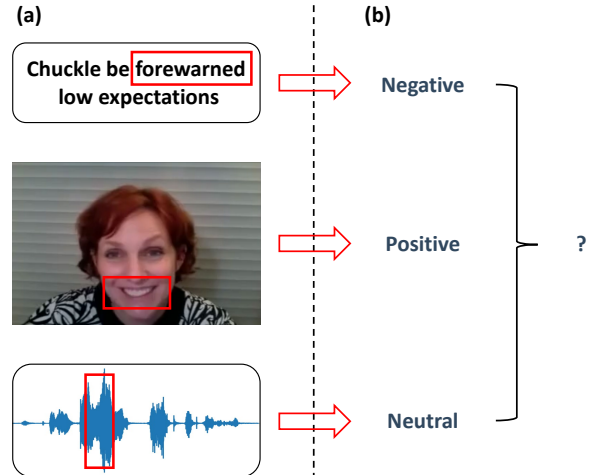 (a)
(b)
Chuckle be forewarned
low expectations
Negative
Positive
?
Neutral